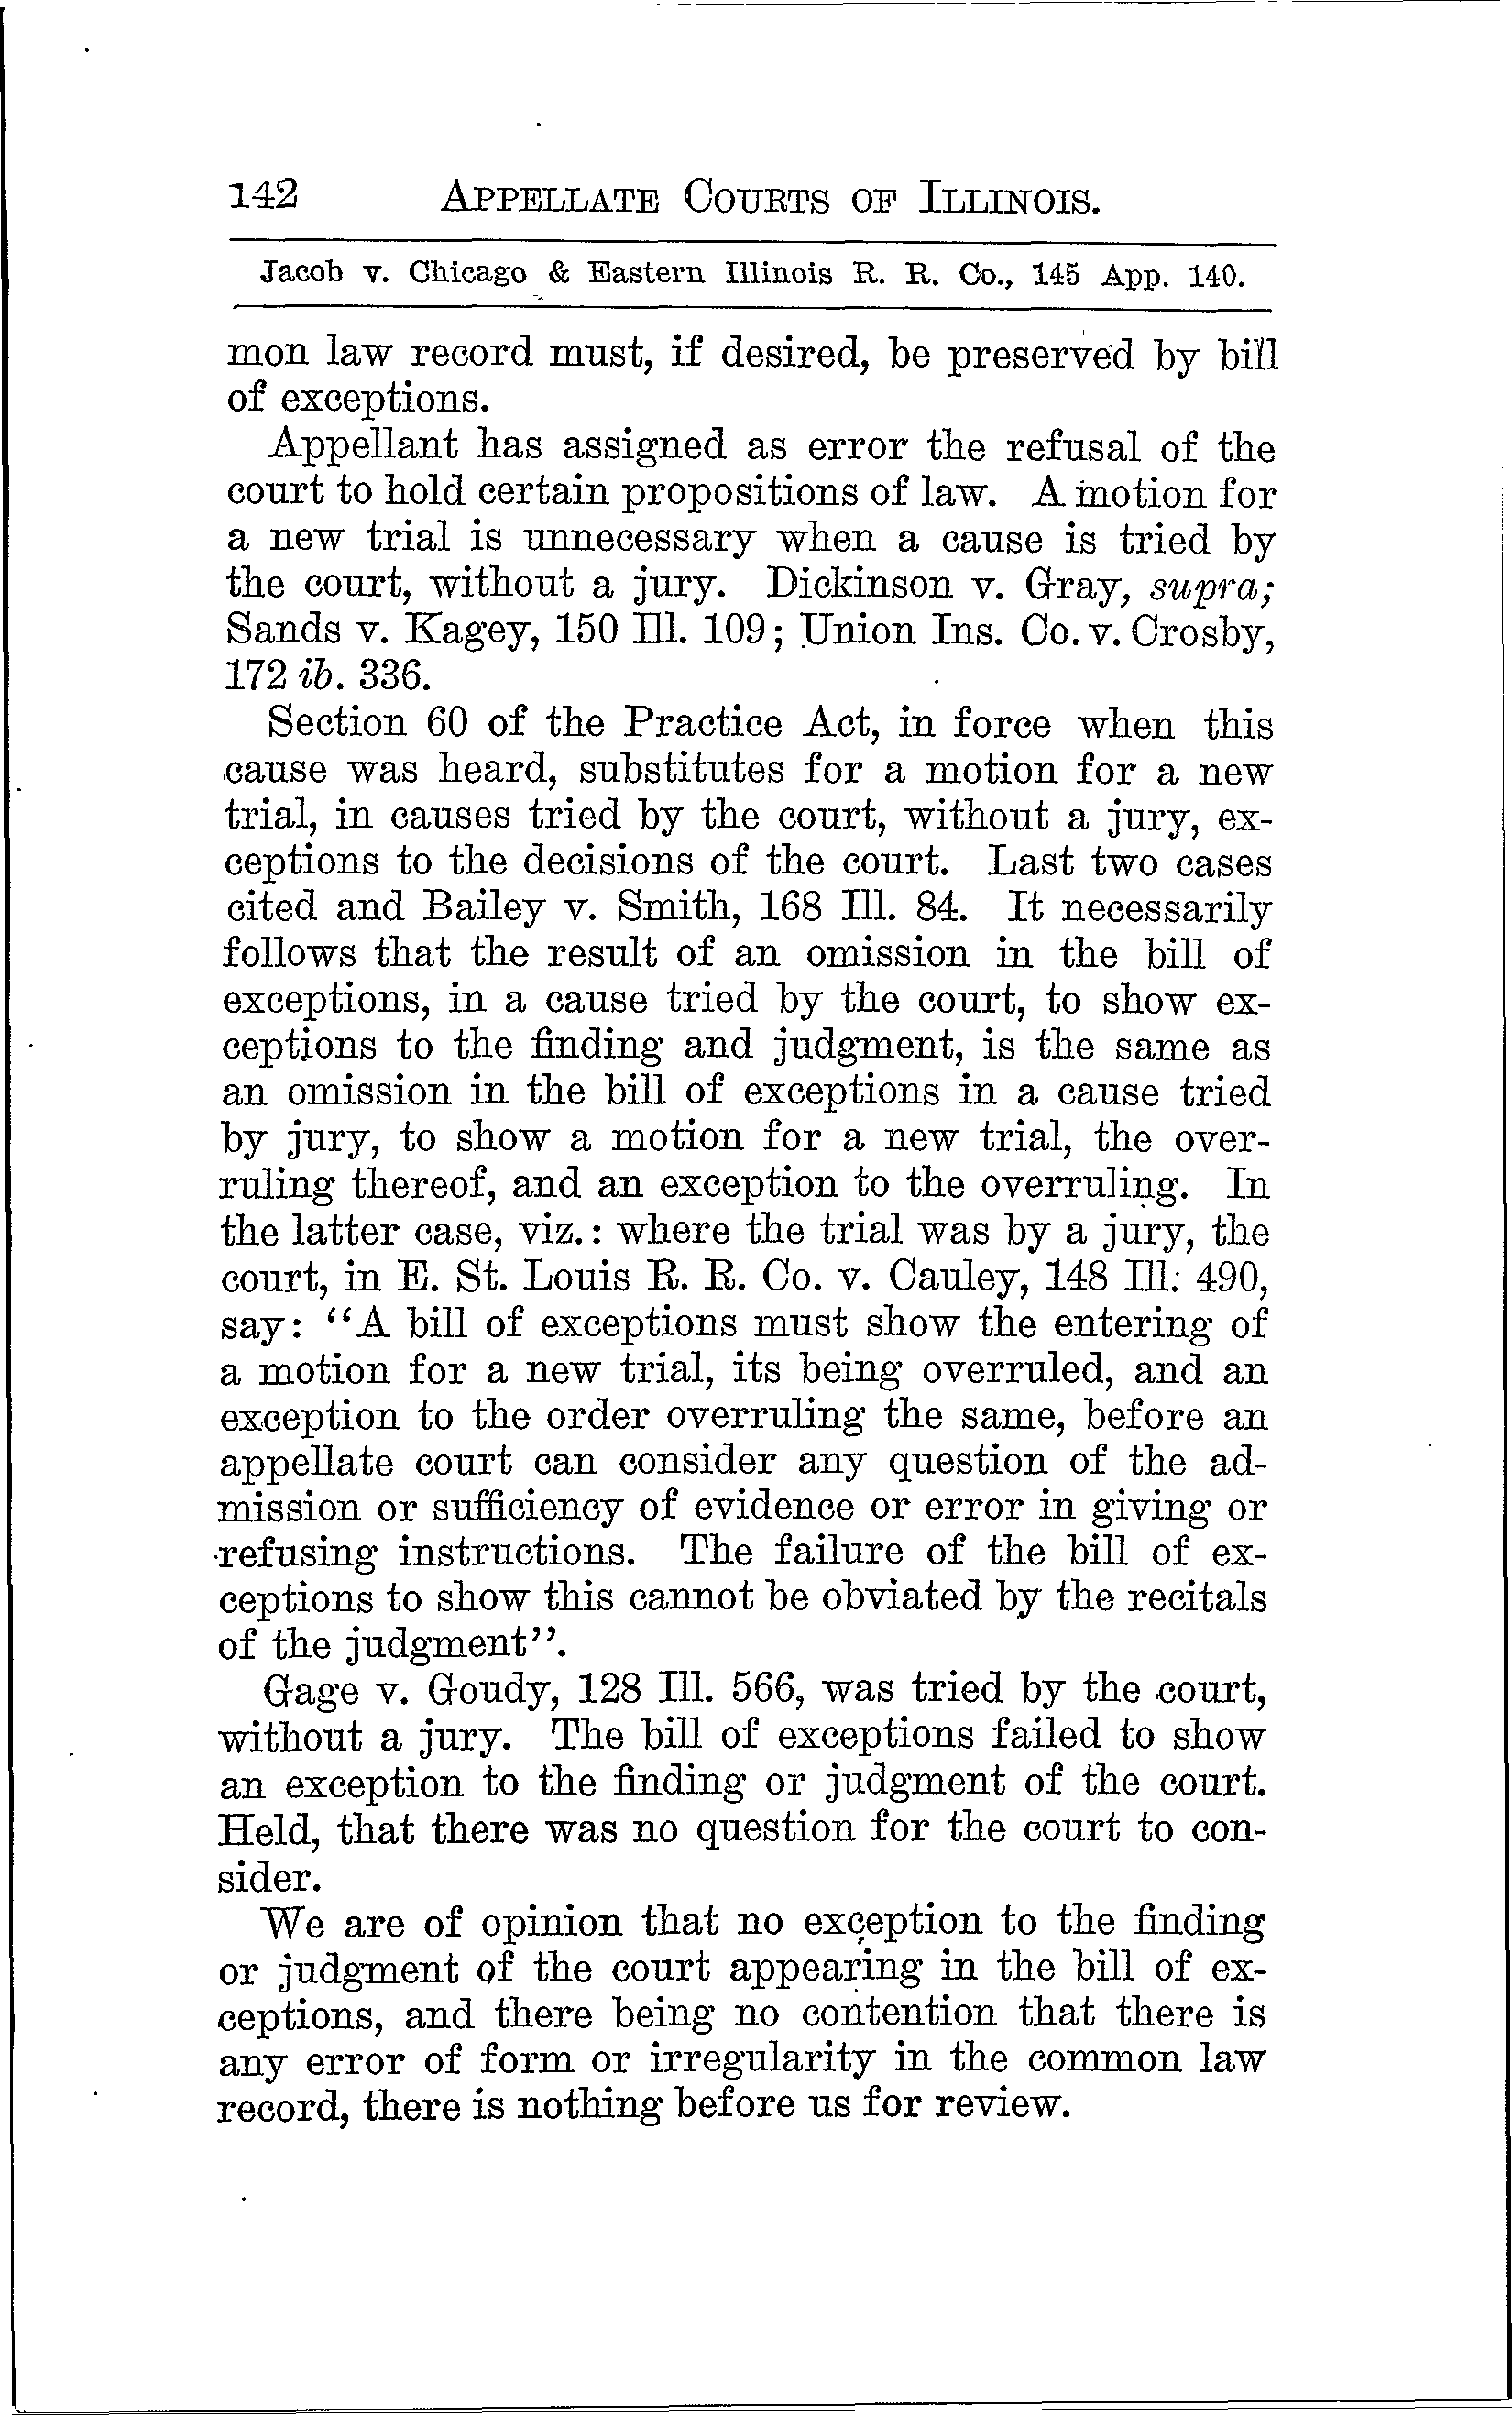 142 APPELLATE COURTS OF ILLINOIS.
Jacob v. Chicago & Eastern Illinois R. R. Co., 145 App. 140.
mon law record must, if desired, be preserved by bill
of exceptions.
Appellant has assigned as error the refusal of the
court to hold certain propositions of law. A motion for
a new trial is unnecessary when a cause is tried by
the court, without a jury. Dickinson v. Gray, supra;
Sands v. Kagey, 150 Ill. 109; Union Ins. Co. v. Crosby,
172 ib. 336.
Section 60 of the Practice Act, in force when this
cause was heard, substitutes for a motion for a new
trial, in causes tried by the court, without a jury, ex-
ceptions to the decisions of the court. Last two cases
cited and Bailey v. Smith, 168 Ill. 84. It necessarily
follows that the result of an omission in the bill of
exceptions, in a cause tried by the court, to show ex-
ceptions to the finding and judgment, is the same as
an omission in the bill of exceptions in a cause tried
by jury, to show a motion for a new trial, the over-
ruling thereof, and an exception to the overruling. In
the latter case, viz.: where the trial was by a jury, the
court, in E. St. Louis R. R. Co. v. Cauley, 148 Ill. 490,
say: "A bill of exceptions must show the entering of
a motion for a new trial, its being overruled, and an
exception to the order overruling the same, before an
appellate court can consider any question of the ad-
mission or sufficiency of evidence or error in giving or
refusing instructions. The failure of the bill of ex-
ceptions to show this cannot be obviated by the recitals
of the judgment".
Gage v. Goudy, 128 Ill. 566, was tried by the court,
without a jury. The bill of exceptions failed to show
an exception to the finding or judgment of the court.
Held, that there was no question for the court to con-
sider.
We are of opinion that no exception to the finding
or judgment of the court appearing in the bill of ex-
ceptions, and there being no contention that there is
any error of form or irregularity in the common law
record, there is nothing before us for review.